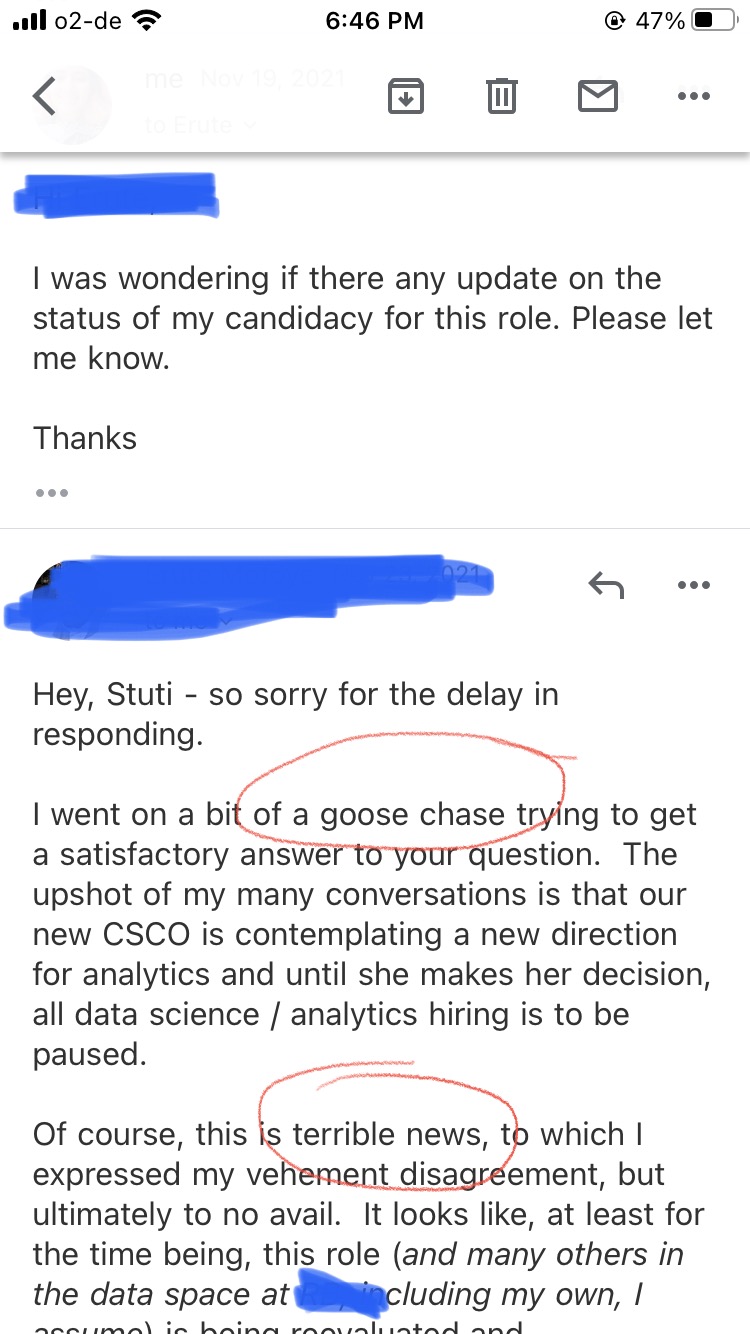 o2-de
6:46 PM
47%
me Nov 19, 2021
to Erute
I was wondering if there any update on the
status of my candidacy for this role. Please let
me know.
Thanks
2021
Hey, Stuti - so sorry for the delay in
responding.
I went on a bit of a goose chase trying to get
a satisfactory answer to your question. The
upshot of my many conversations is that our
new CSCO is contemplating a new direction
for analytics and until she makes her decision,
all data science / analytics hiring is to be
paused.
Of course, this is terrible news, to which I
expressed my vehement disagreement, but
ultimately to no avail. It looks like, at least for
the time being, this role (and many others in
the data space at including my own, I
assume) is being reevaluated and